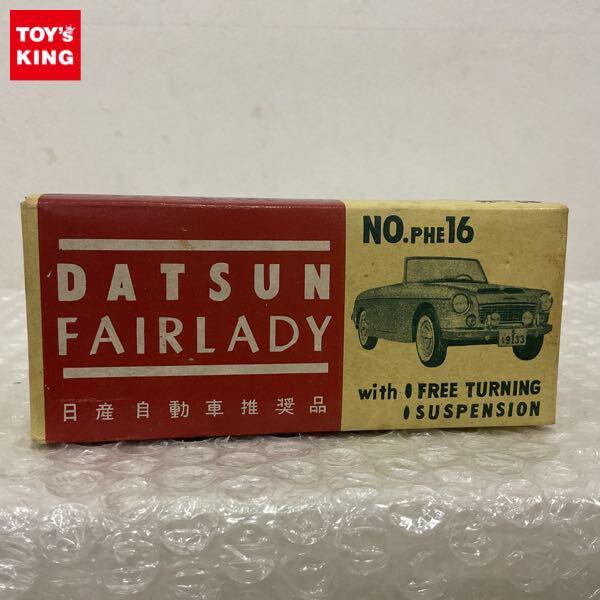 TOY'S
KING
DATSUN
FAIRLADY
日産自動車推奨品
NO.PHE16
with FREE TURNING
SUSPENSION